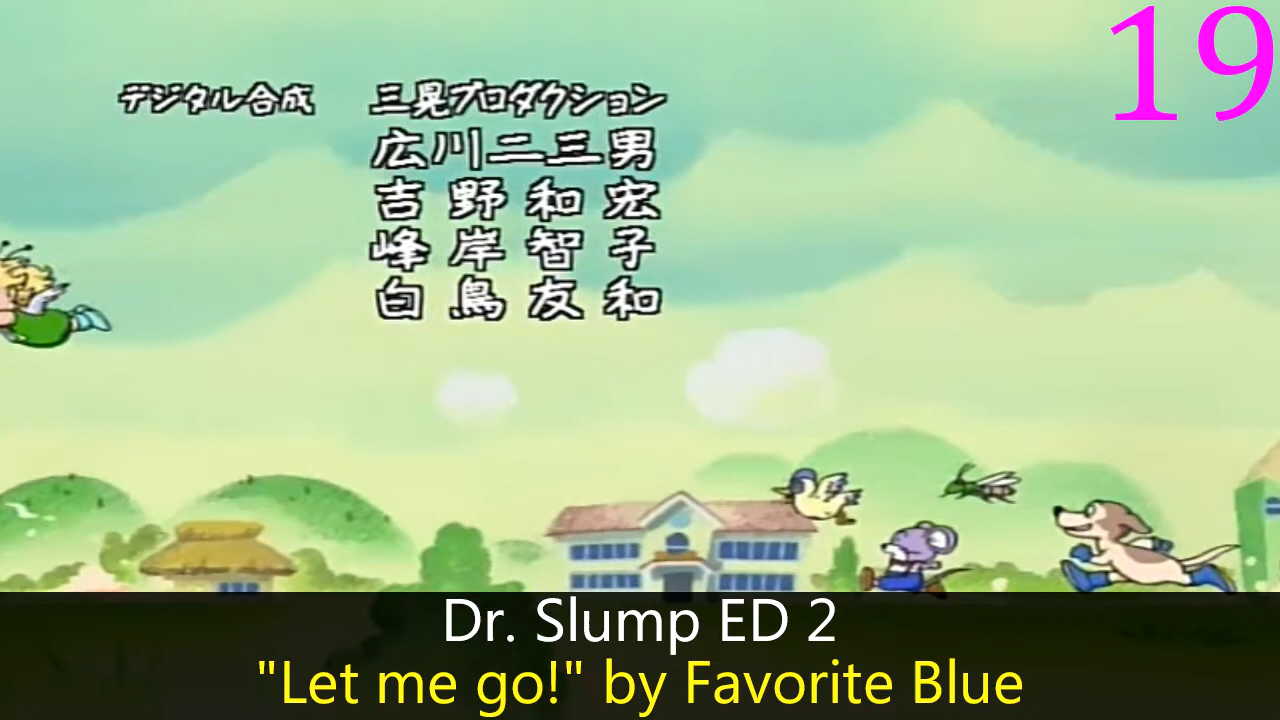 19
デジタル合成 三晃プロダクション
広川二三男
吉野和宏
峰岸智子
白鳥友和
Dr. Slump ED 2
"Let me go!" by Favorite Blue